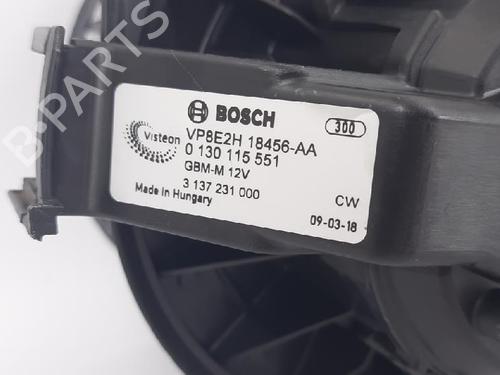 BOSCH
300
Visteon
VP8E2H 18456-AA
0 130 115 551
GBM-M 12V
3 137 231 000
CW
Made in Hungary
09-03-18